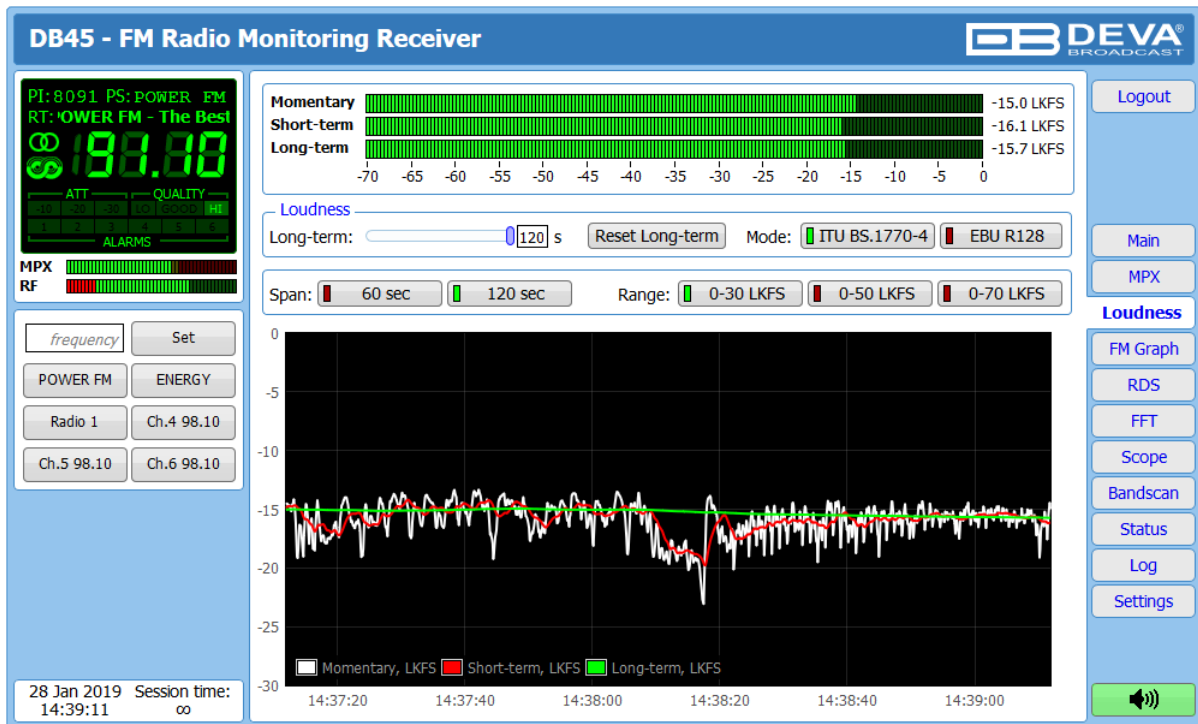 DB45 - FM Radio Monitoring Receiver
DEVA
BROADCAST
PI:8091 PS:POWER FM
RT:'OWER FM - The Best
91.10
ATT QUALITY
-10 -20 -30 LO GOOD HI
1 2 3 4 5 6
ALARMS
MPX
RF
frequency Set
POWER FM ENERGY
Radio 1 Ch.4 98.10
Ch.5 98.10 Ch.6 98.10
28 Jan 2019 Session time:
14:39:11 ∞
Momentary -15.0 LKFS
Short-term -16.1 LKFS
Long-term -15.7 LKFS
-70 -65 -60 -55 -50 -45 -40 -35 -30 -25 -20 -15 -10 -5 0
Loudness
Long-term: 120 s Reset Long-term Mode: ITU BS.1770-4 EBU R128
Span: 60 sec 120 sec Range: 0-30 LKFS 0-50 LKFS 0-70 LKFS
0
-5
-10
-15
-20
-25
-30
Momentary, LKFS Short-term, LKFS Long-term, LKFS
14:37:20 14:37:40 14:38:00 14:38:20 14:38:40 14:39:00
Logout
Main
MPX
Loudness
FM Graph
RDS
FFT
Scope
Bandscan
Status
Log
Settings